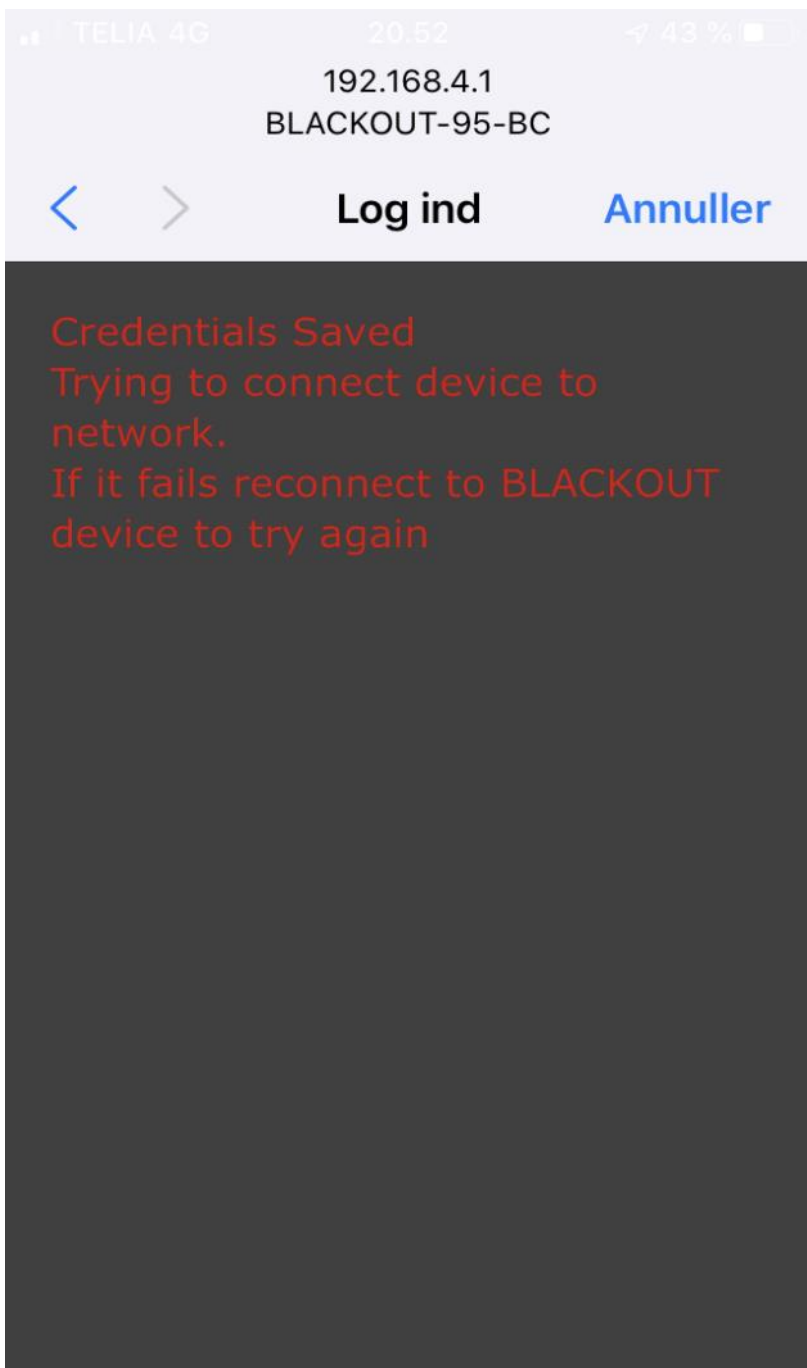 TELIA 4G 20.52 43 %
192.168.4.1
BLACKOUT-95-BC
Log ind Annuller
Credentials Saved
Trying to connect device to
network.
If it fails reconnect to BLACKOUT
device to try again